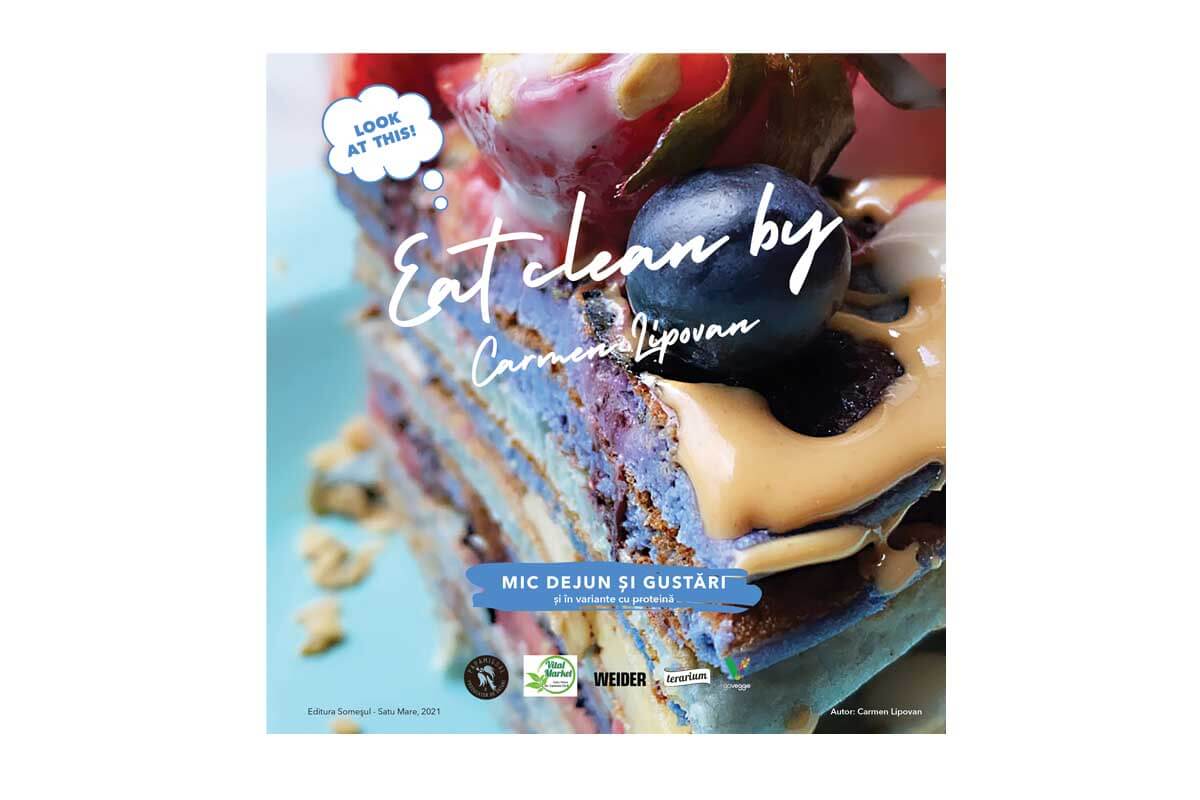 LOOK
AT THIS!
Eat clean by
Carmen Lipovan
MIC DEJUN ȘI GUSTĂRI
și în variante cu proteină
Vital
Market
WEIDER
terarium
goveggie
Editura Someșul - Satu Mare, 2021
Autor: Carmen Lipovan